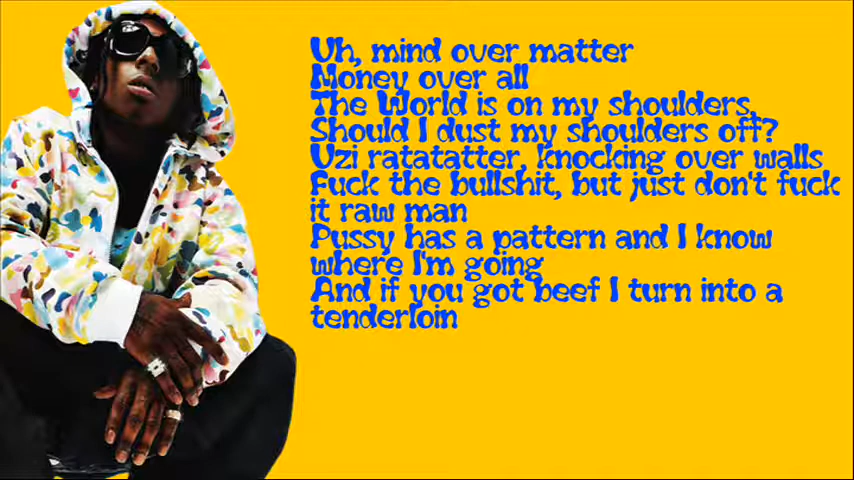 Uh, mind over matter
Money over all
The World is on my shoulders,
Should I dust my shoulders off?
Uzi ratatatter, knocking over walls
Fuck the bullshit, but just don't fuck
it raw man
Pussy has a pattern and I know
where I'm going
And if you got beef I turn into a
tenderloin